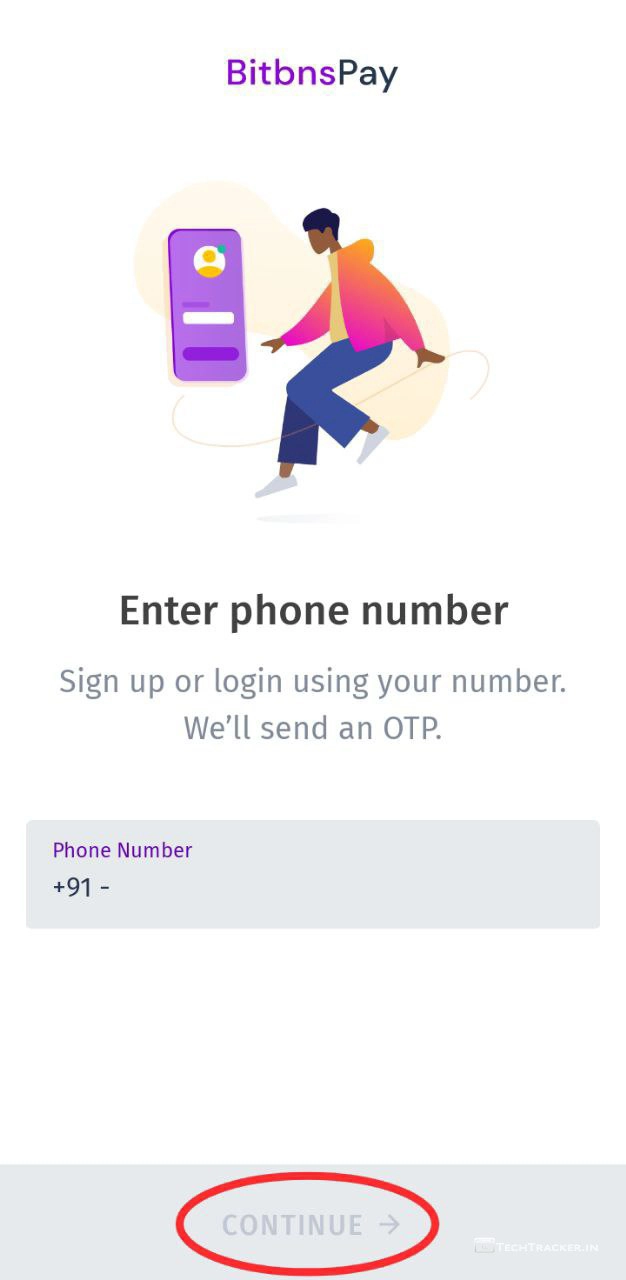 BitbnsPay
Enter phone number
Sign up or login using your number.
We’ll send an OTP.
Phone Number
+91 -
CONTINUE →
TechTracker.in